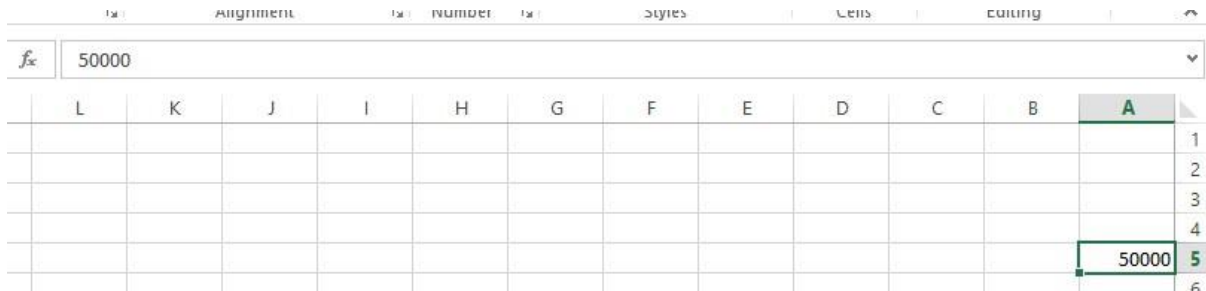 Alignment Number Styles Cells Editing
fx 50000
L K J I H G F E D C B A
1
2
3
4
50000 5
6